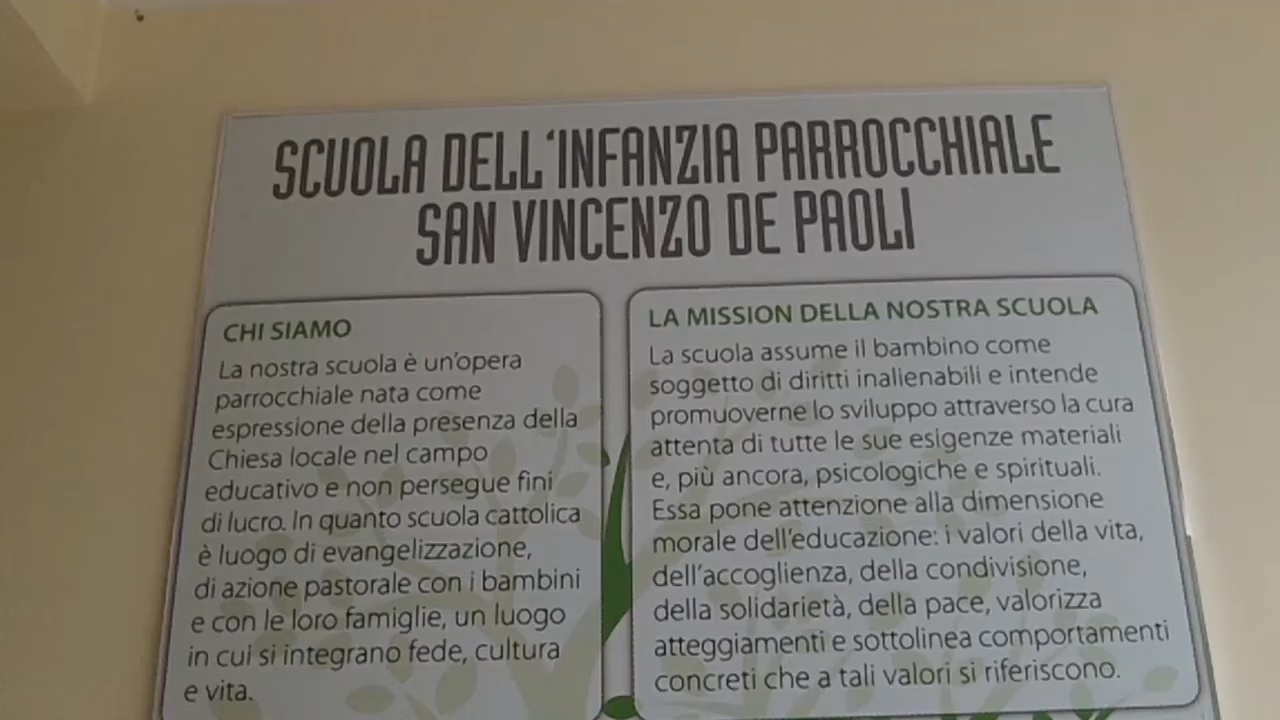 SCUOLA DELL'INFANZIA PARROCCHIALE
SAN VINCENZO DE PAOLI
CHI SIAMO
La nostra scuola è un'opera
parrocchiale nata come
espressione della presenza della
Chiesa locale nel campo
educativo e non persegue fini
di lucro. In quanto scuola cattolica
è luogo di evangelizzazione,
di azione pastorale con i bambini
e con le loro famiglie, un luogo
in cui si integrano fede, cultura
e vita.
LA MISSION DELLA NOSTRA SCUOLA
La scuola assume il bambino come
soggetto di diritti inalienabili e intende
promuoverne lo sviluppo attraverso la cura
attenta di tutte le sue esigenze materiali
e, più ancora, psicologiche e spirituali.
Essa pone attenzione alla dimensione
morale dell'educazione: i valori della vita,
dell'accoglienza, della condivisione,
della solidarietà, della pace, valorizza
atteggiamenti e sottolinea comportamenti
concreti che a tali valori si riferiscono.